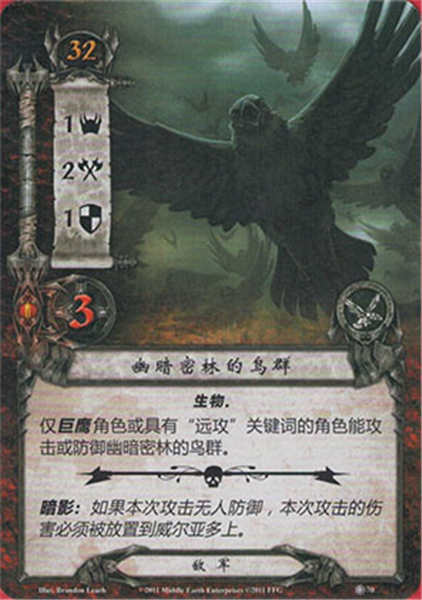 32
1
2
1
3
幽暗密林的鸟群
生物.
仅巨鹰角色或具有“远攻”关键词的角色能攻
击或防御幽暗密林的鸟群。
暗影：如果本次攻击无人防御，本次攻击的伤
害必须被放置到威尔亚多上。
敌军
Illus. Brandon Leach ©2011 Middle Earth Enterprises ©2011 FFG 70